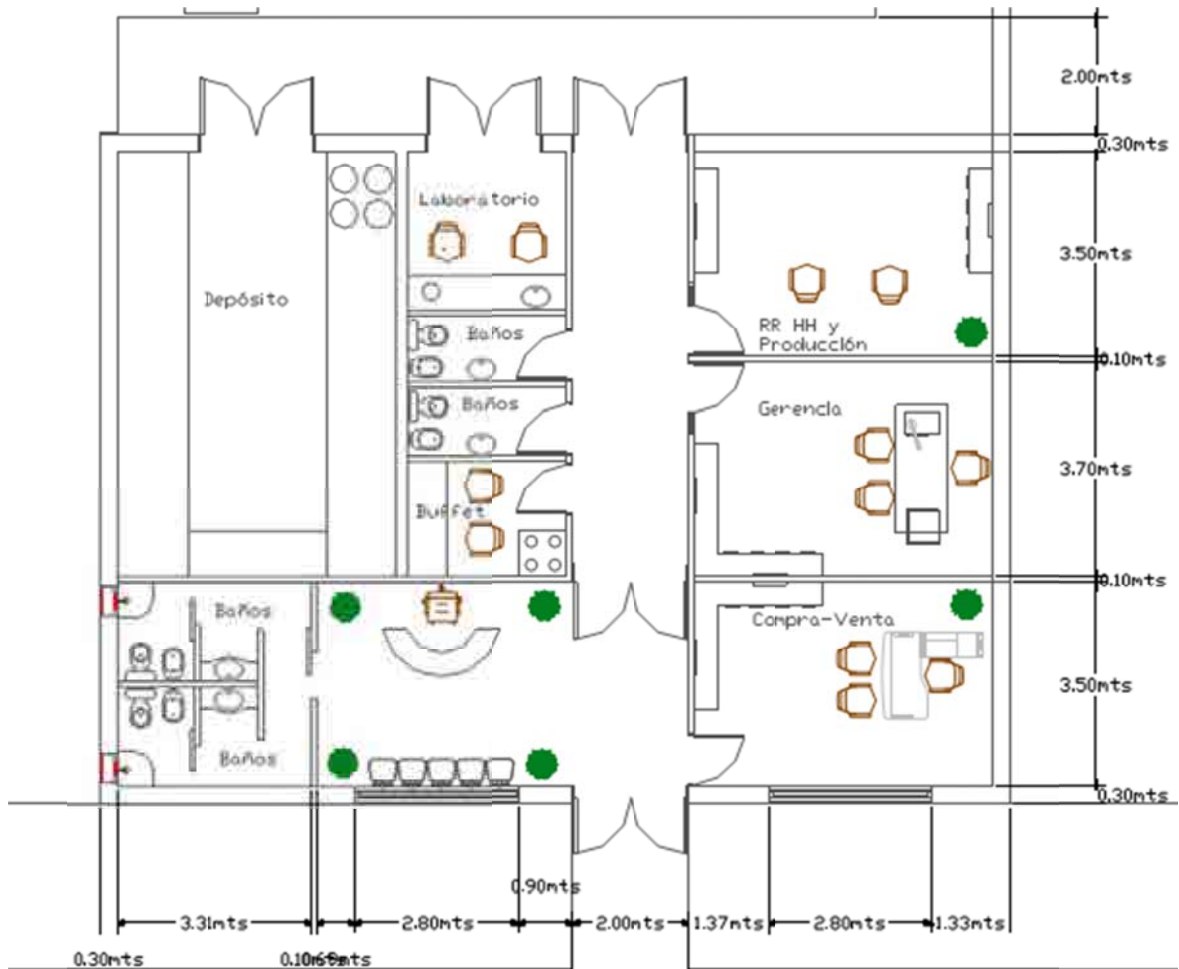 2.00mts
0.30mts
Laboratorio
3.50mts
Depósito
RR HH y
Producción
Baños
0.10mts
Baños
Gerencia
3.70mts
Buffet
0.10mts
Baños
Compra-Venta
3.50mts
Baños
0.30mts
0.90mts
3.31mts
2.80mts
2.00mts
1.37mts
2.80mts
1.33mts
0.30mts